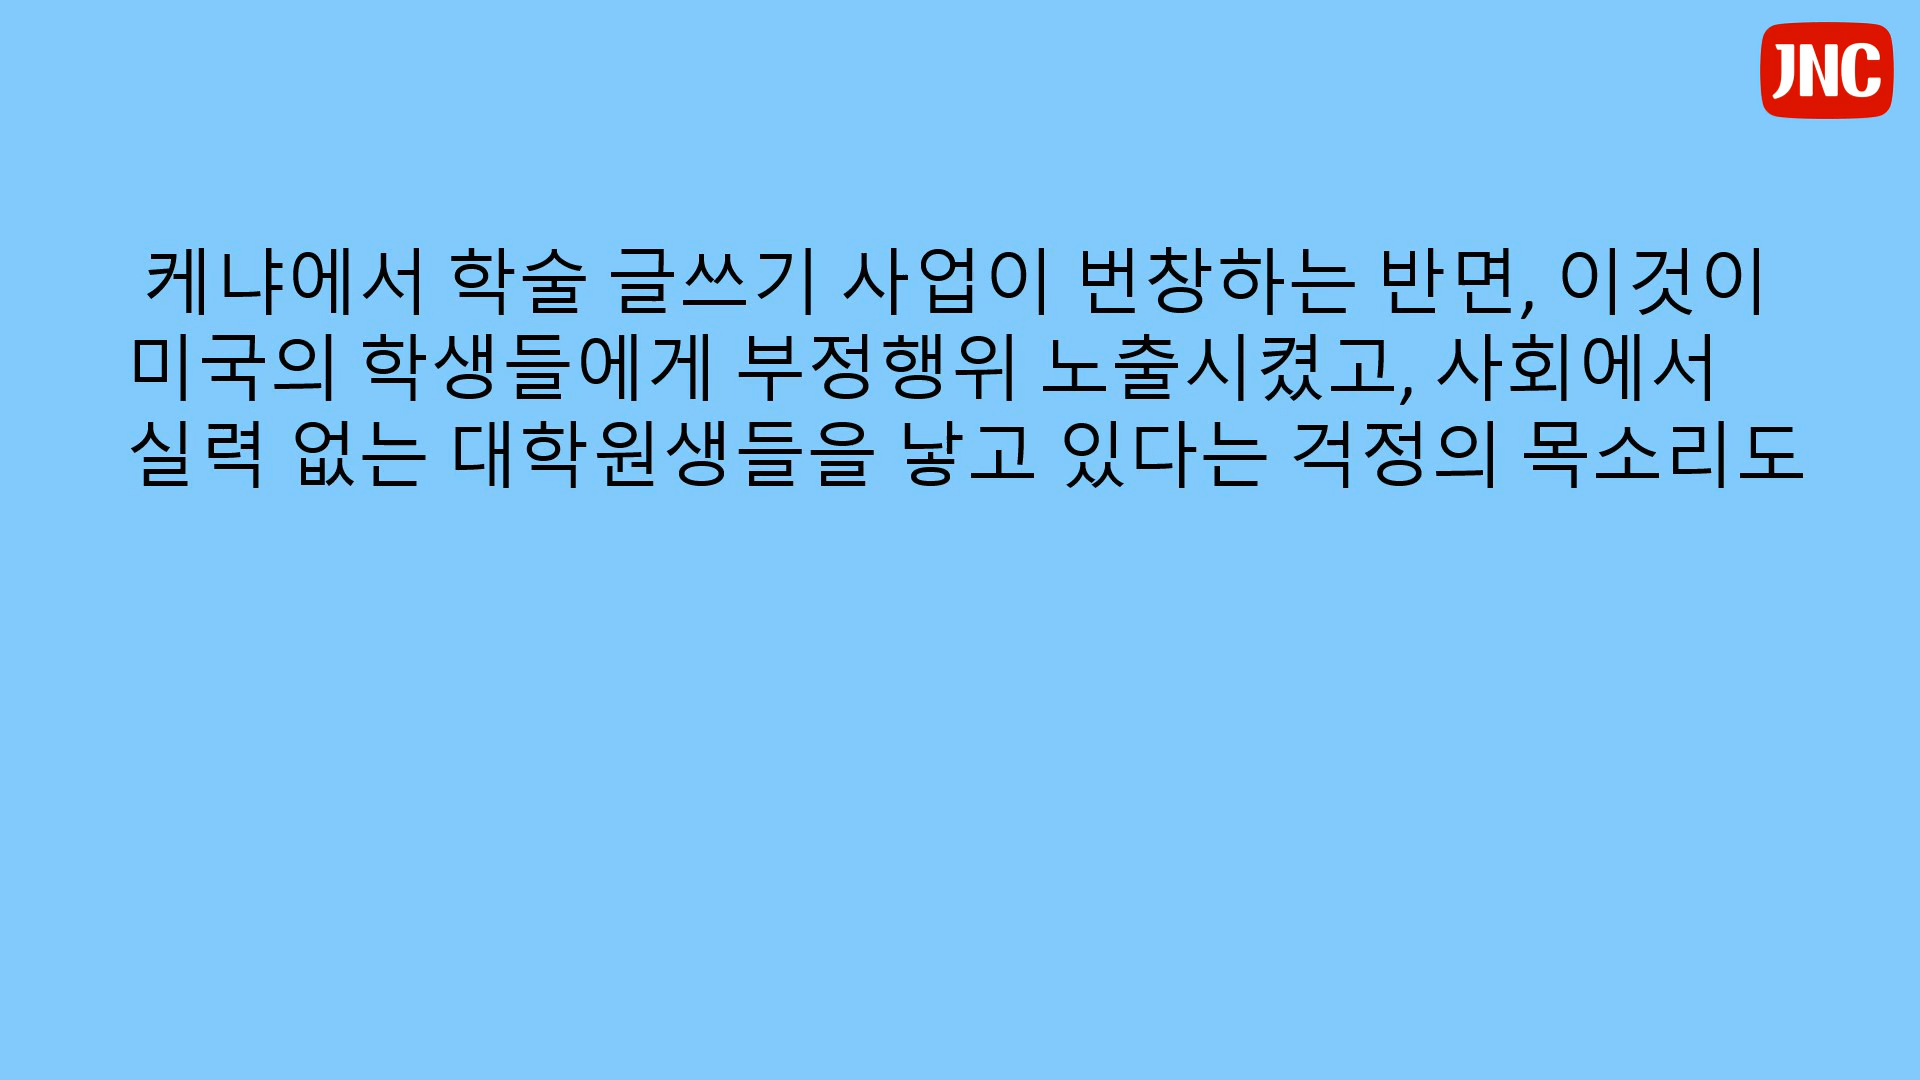 JNC
케냐에서 학술 글쓰기 사업이 번창하는 반면, 이것이
미국의 학생들에게 부정행위 노출시켰고, 사회에서
실력 없는 대학원생들을 낳고 있다는 걱정의 목소리도